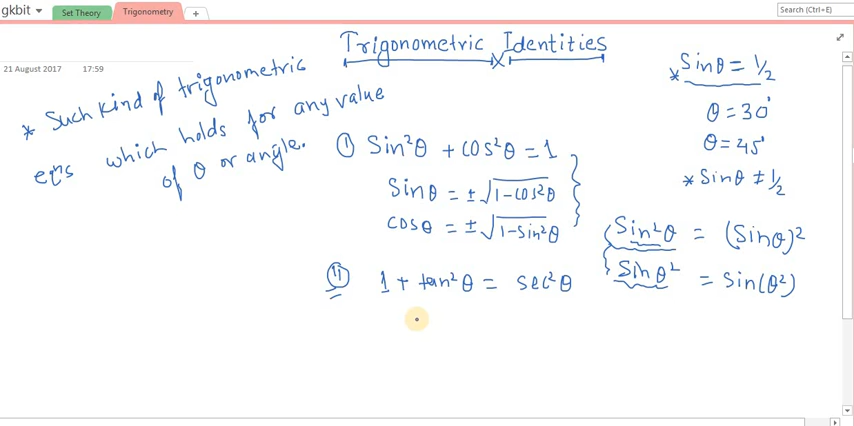 gkbit
Set Theory
Trigonometry
Search (Ctrl+E)
Trigonometric Identities
21 August 2017 17:59
* Such kind of trigonometric
eqns which holds for any value
of θ or angle.
① Sin²θ + cos²θ = 1
Sinθ = ±√1-cos²θ
cosθ = ±√1-sin²θ
② 1 + tan²θ = sec²θ
* Sinθ = 1/2
θ = 30°
θ = 45°
* Sinθ ≠ 1/2
Sin²θ = (Sinθ)²
Sinθ² = Sin(θ²)